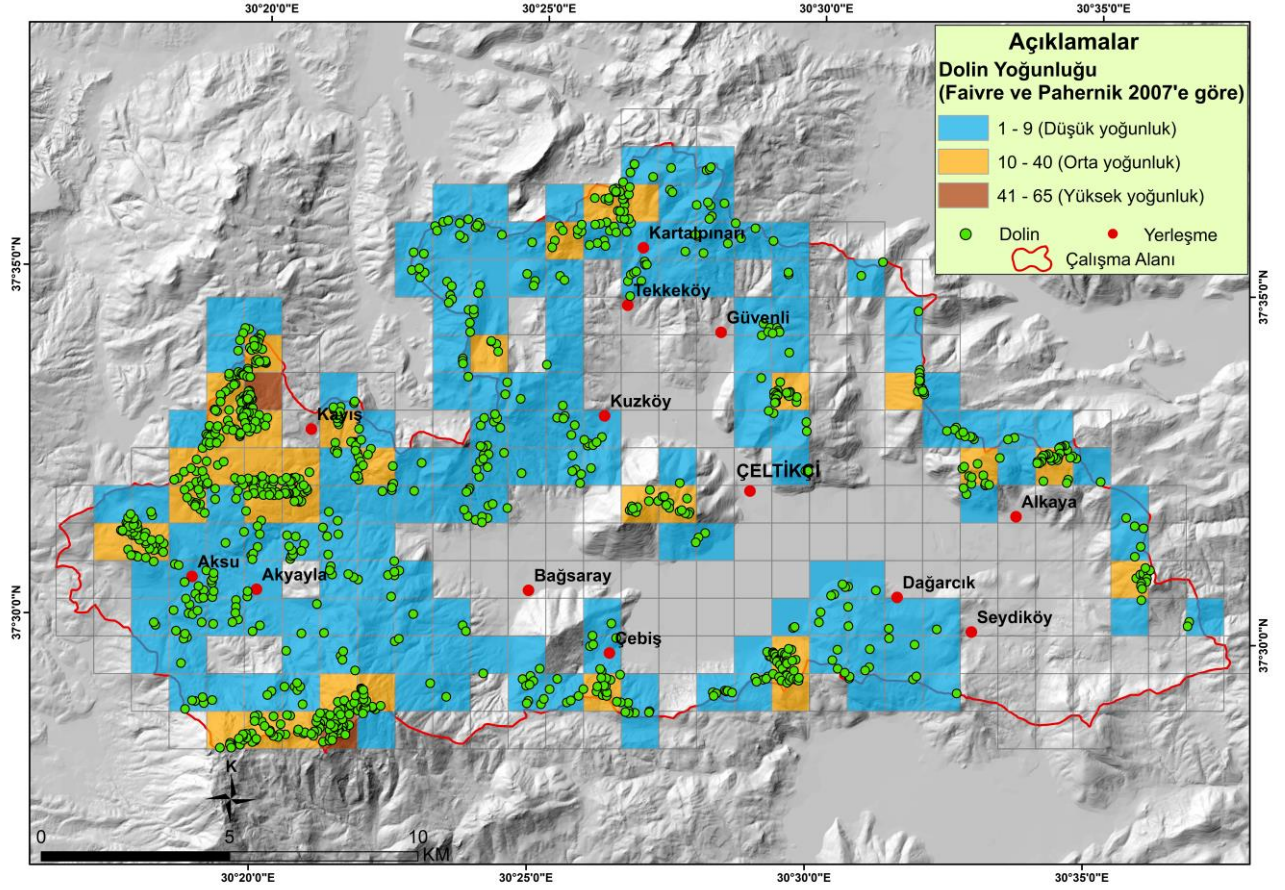 30°20'0"E
30°25'0"E
30°30'0"E
30°35'0"E
Açıklamalar
Dolin Yoğunluğu
(Faivre ve Pahernik 2007'e göre)
1 - 9 (Düşük yoğunluk)
10 - 40 (Orta yoğunluk)
41 - 65 (Yüksek yoğunluk)
Dolin
Yerleşme
Çalışma Alanı
37°35'0"N
37°35'0"N
Kartalpınarı
Tekkeköy
Güvenli
Kuzköy
Kayış
ÇELTİKÇİ
Alkaya
Aksu
Akyayla
Bağsaray
Dağarcık
Seydiköy
Çebiş
37°30'0"N
37°30'0"N
K
0
5
10
KM
30°20'0"E
30°25'0"E
30°30'0"E
30°35'0"E